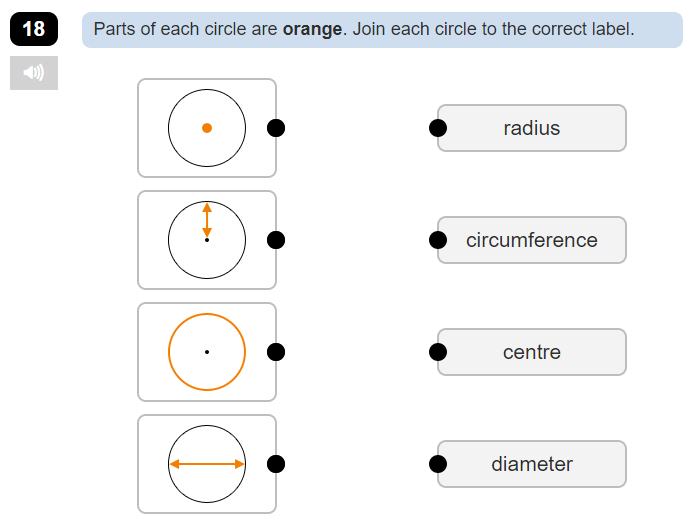 18
Parts of each circle are orange. Join each circle to the correct label.
radius
circumference
centre
diameter